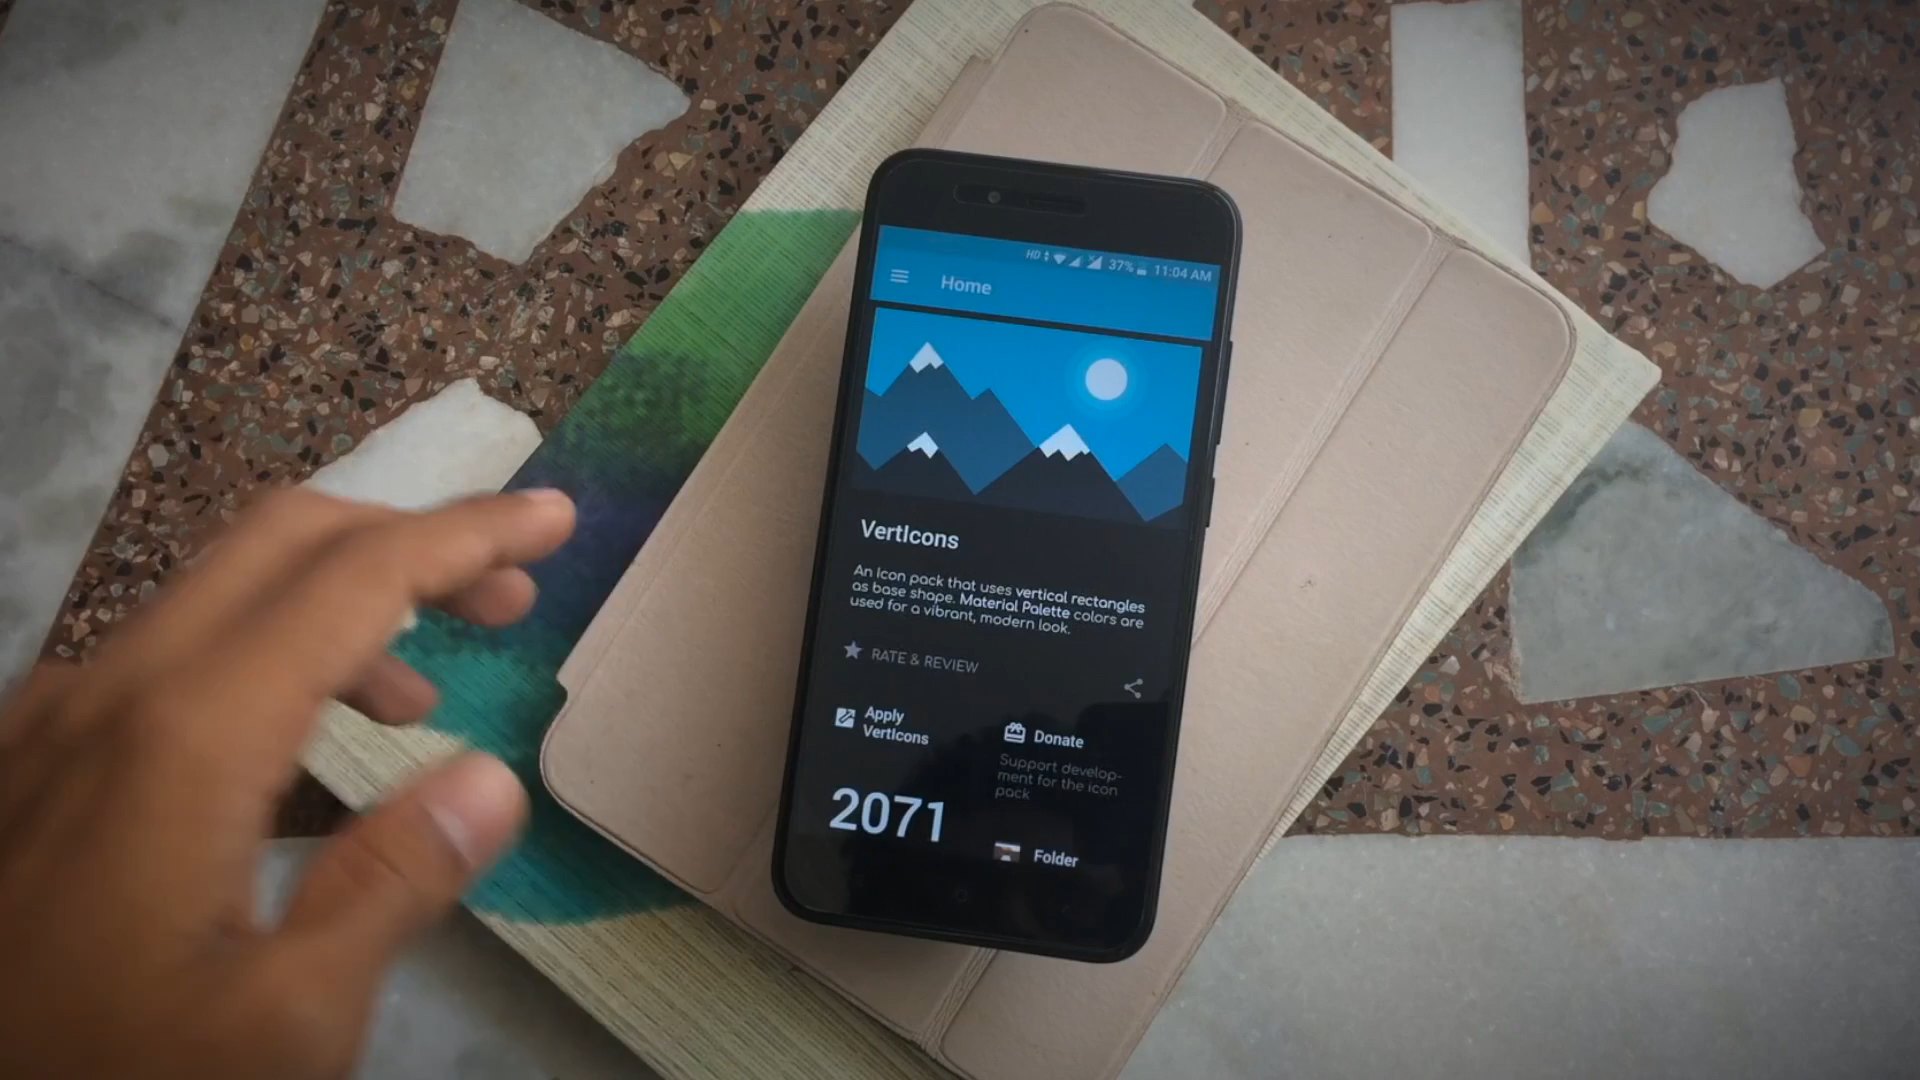 HD 37% 11:04 AM
Home
VertIcons
An Icon pack that uses vertical rectangles
as base shape. Material Palette colors are
used for a vibrant, modern look.
RATE & REVIEW
Apply
VertIcons
Donate
Support develop-
ment for the icon
pack
2071
Folder